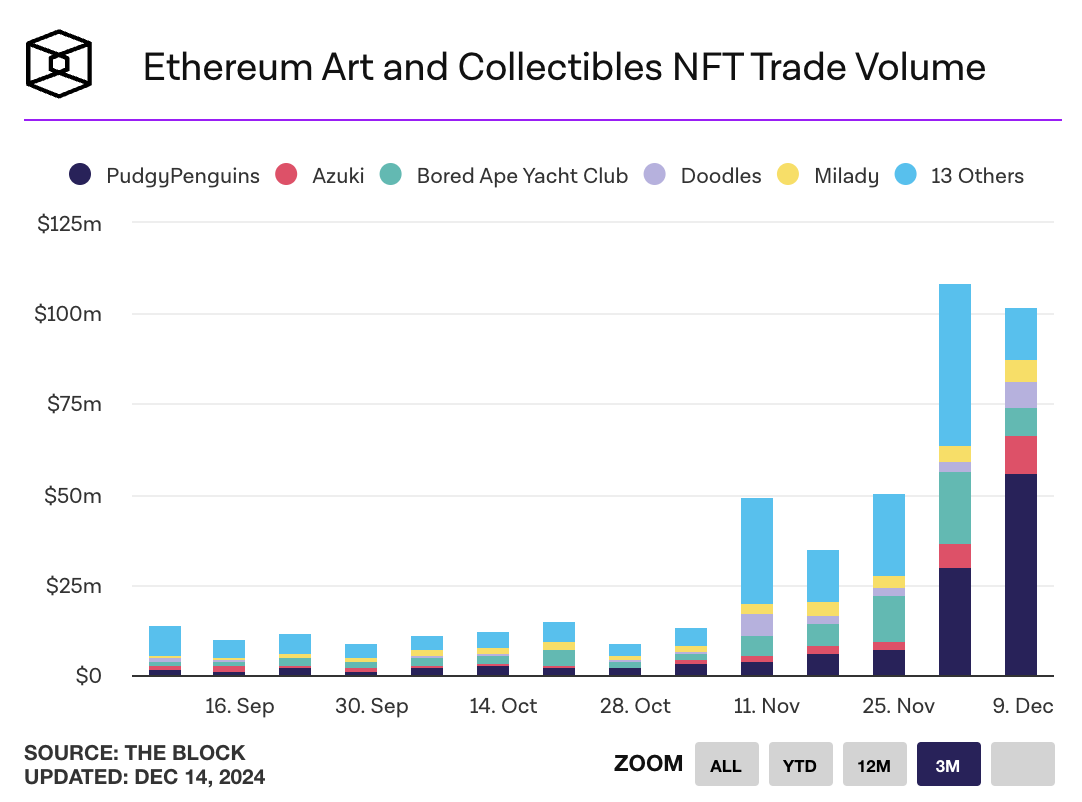 Ethereum Art and Collectibles NFT Trade Volume
PudgyPenguins Azuki Bored Ape Yacht Club Doodles Milady 13 Others
$125m
$100m
$75m
$50m
$25m
$0
16. Sep 30. Sep 14. Oct 28. Oct 11. Nov 25. Nov 9. Dec
SOURCE: THE BLOCK
UPDATED: DEC 14, 2024
ZOOM ALL YTD 12M 3M